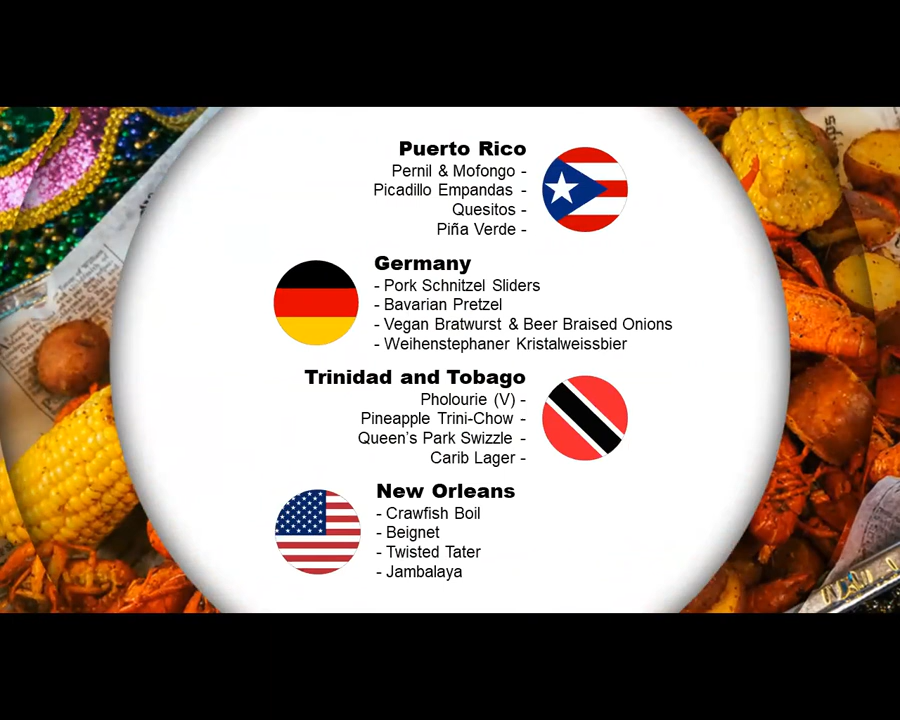 Puerto Rico
Pernil & Mofongo -
Picadillo Empandas -
Quesitos -
Piña Verde -
Germany
- Pork Schnitzel Sliders
- Bavarian Pretzel
- Vegan Bratwurst & Beer Braised Onions
- Weihenstephaner Kristalweissbier
Trinidad and Tobago
Pholourie (V) -
Pineapple Trini-Chow -
Queen's Park Swizzle -
Carib Lager -
New Orleans
- Crawfish Boil
- Beignet
- Twisted Tater
- Jambalaya